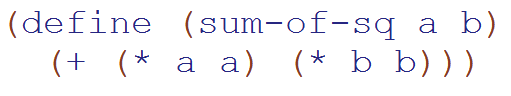 (define (sum-of-sq a b)
  (+ (* a a) (* b b)))